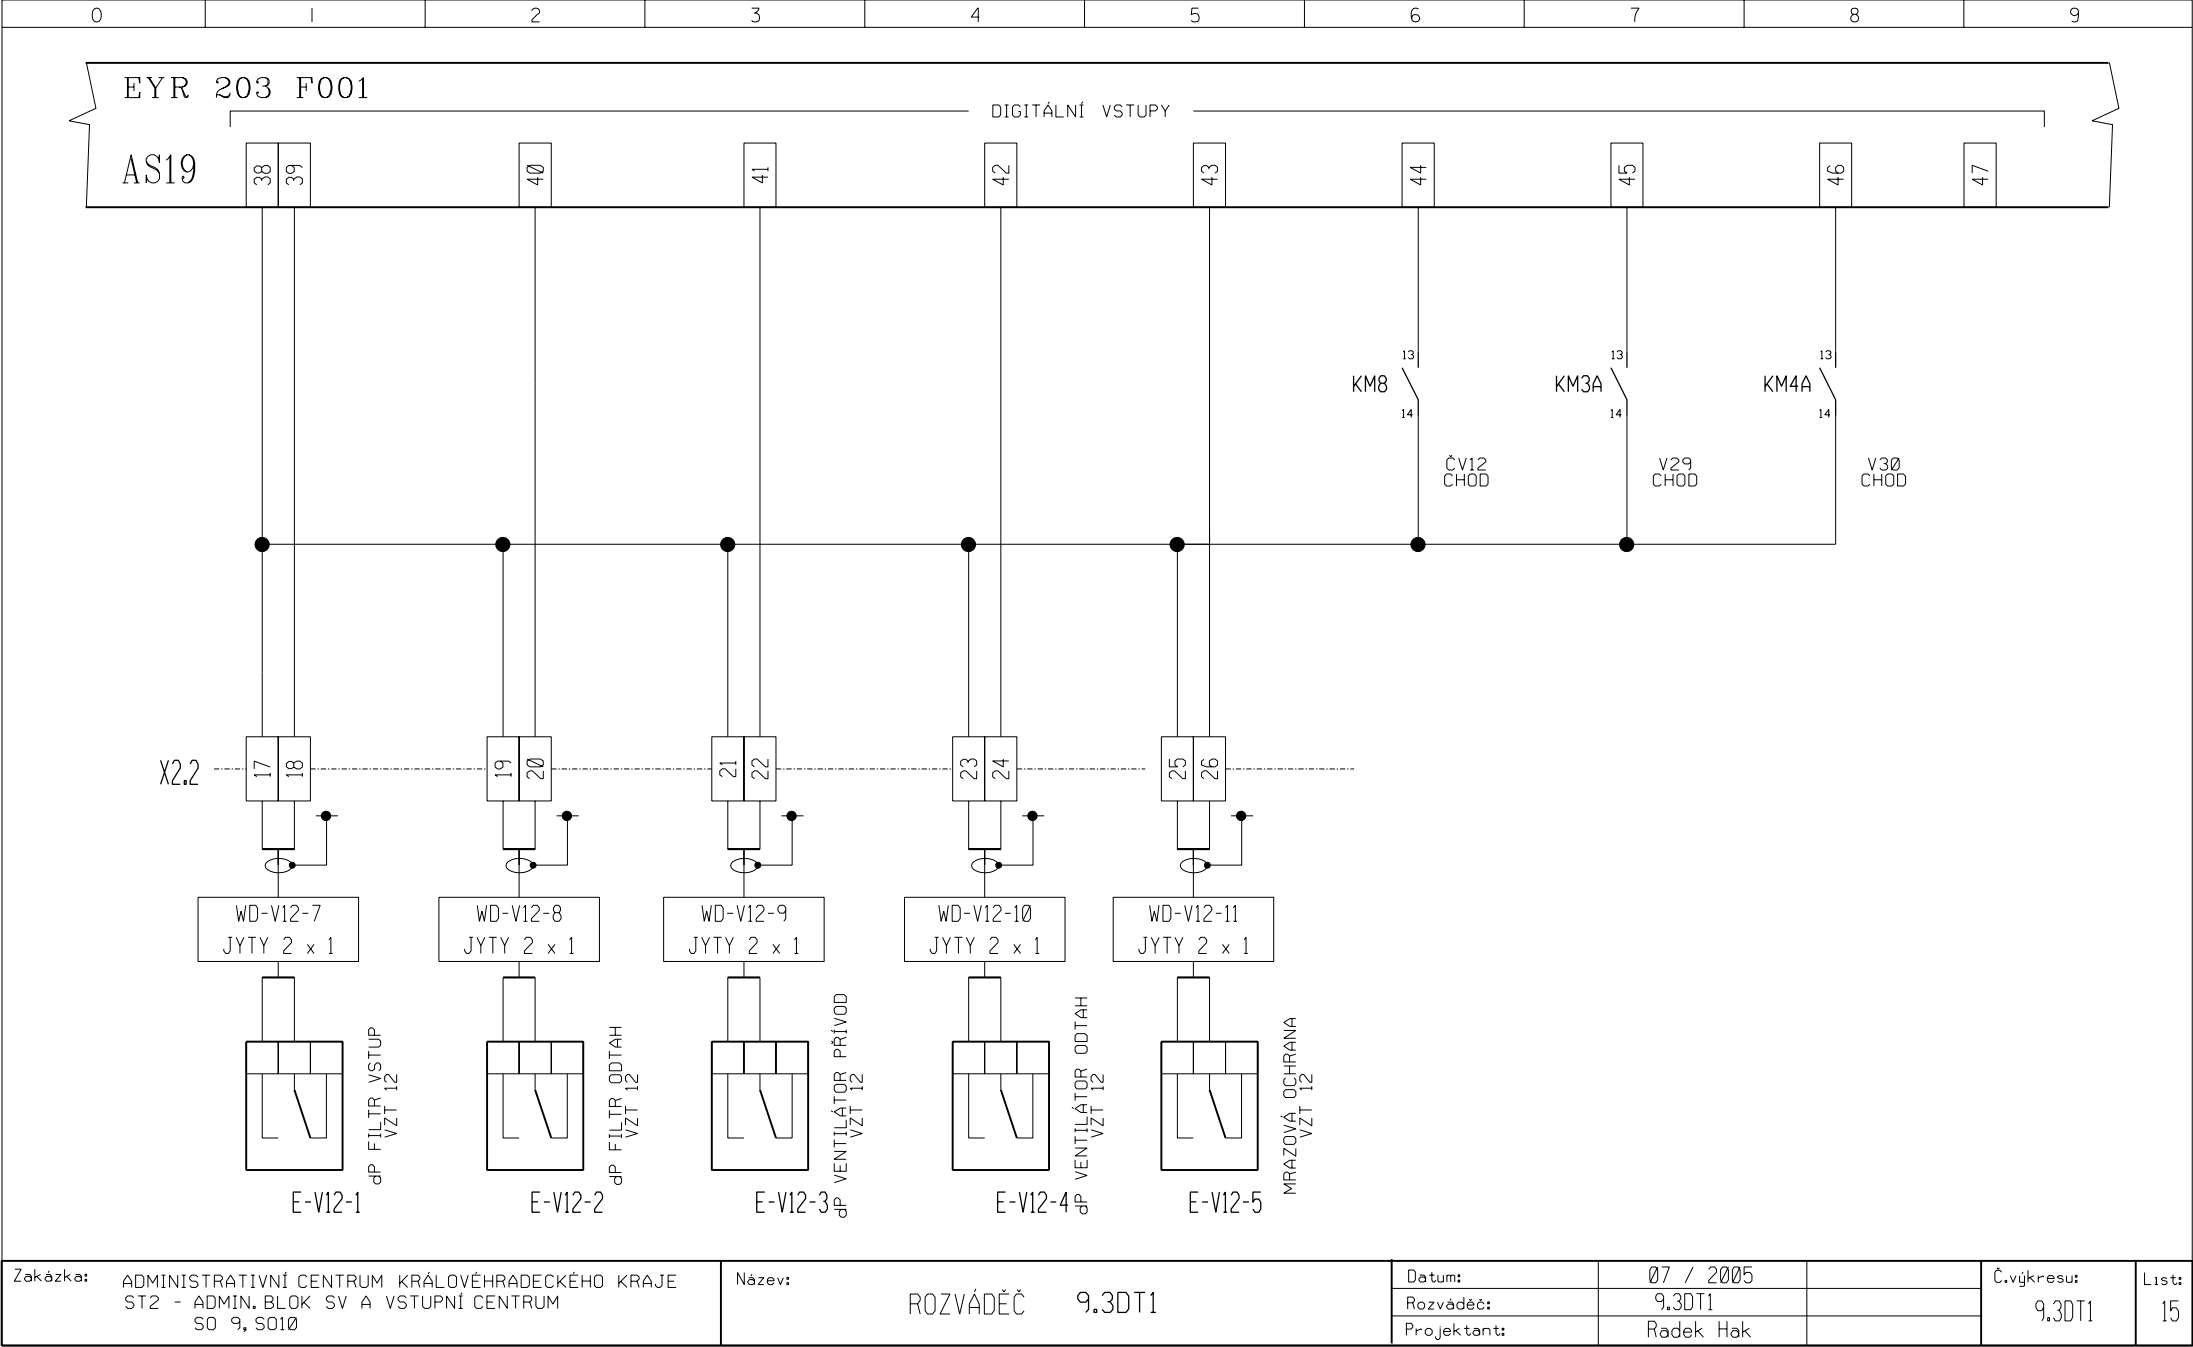 0 1 2 3 4 5 6 7 8 9
EYR 203 F001
DIGITÁLNÍ VSTUPY
AS19
38 39 40 41 42 43 44 45 46 47
13 13 13
KM8 KM3A KM4A
14 14 14
ČV12 V29 V30
CHOD CHOD CHOD
X2.2
17 18 19 20 21 22 23 24 25 26
WD-V12-7 WD-V12-8 WD-V12-9 WD-V12-10 WD-V12-11
JYTY 2 x 1 JYTY 2 x 1 JYTY 2 x 1 JYTY 2 x 1 JYTY 2 x 1
dP FILTR VSTUP
VZT 12
dP FILTR ODTAH
VZT 12
dP VENTILÁTOR PŘÍVOD
VZT 12
dP VENTILÁTOR ODTAH
VZT 12
MRAZOVÁ OCHRANA
VZT 12
E-V12-1 E-V12-2 E-V12-3 E-V12-4 E-V12-5
Zakázka: ADMINISTRATIVNÍ CENTRUM KRÁLOVÉHRADECKÉHO KRAJE
ST2 - ADMIN. BLOK SV A VSTUPNÍ CENTRUM
SO 9, SO10
Název:
ROZVÁDĚČ 9.3DT1
Datum: 07 / 2005
Rozváděč: 9.3DT1
Projektant: Radek Hak
Č.výkresu:
9.3DT1
List:
15